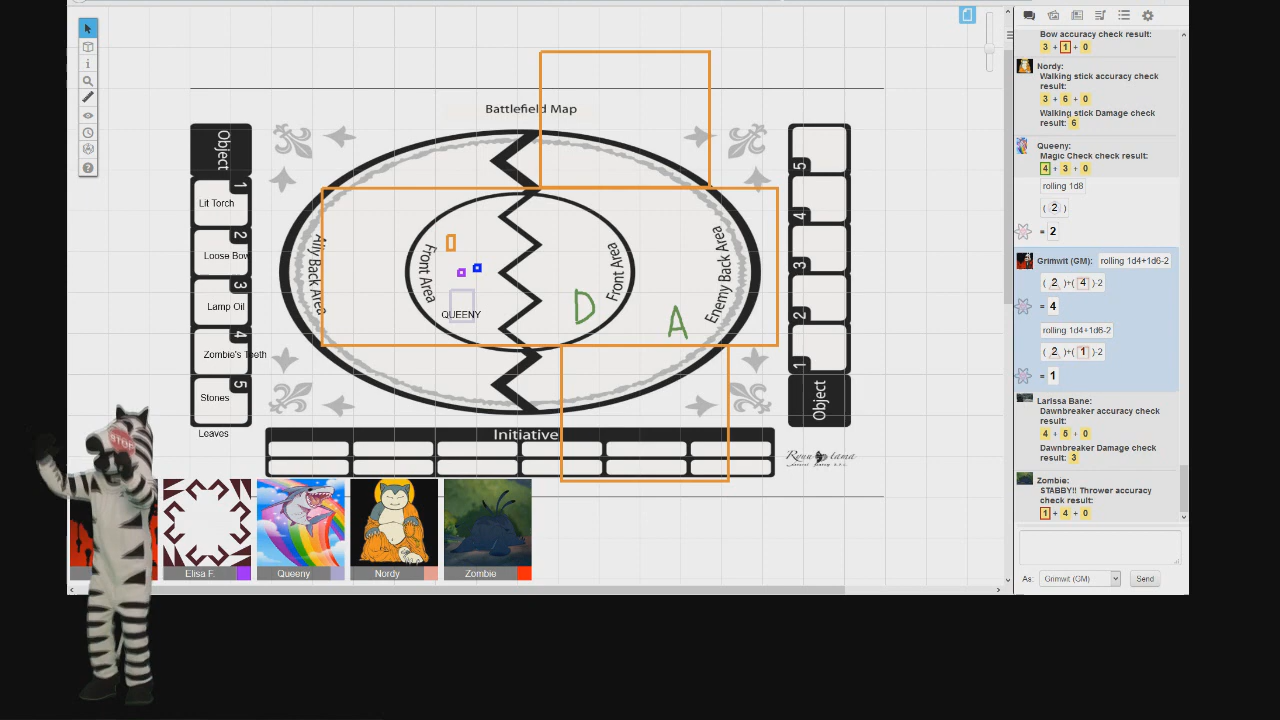 Battlefield Map
Object
1
Lit Torch
2
Loose Bow
3
Lamp Oil
4
Zombie's Teeth
5
Stones
Leaves
Ally Back Area
Front Area
QUEENY
D
Front Area
A
Enemy Back Area
5
4
3
2
1
Object
Initiative
STOP
Elisa F.
Queeny
Nordy
Zombie
Bow accuracy check
result:
3 + 1 + 0
Nordy:
Walking stick accuracy check
result:
3 + 6 + 0
Walking stick Damage check
result: 6
Queeny:
Magic Check check result:
4 + 3 + 0
rolling 1d8
( 2 )
= 2
Grimwit (GM): rolling 1d4+1d6-2
( 2 )+( 4 )-2
= 4
rolling 1d4+1d6-2
( 2 )+( 1 )-2
= 1
Larissa Bane:
Dawnbreaker accuracy check
result:
4 + 5 + 0
Dawnbreaker Damage check
result: 3
Zombie:
STABBY!! Thrower accuracy
check result:
1 + 4 + 0
As: Grimwit (GM) Send